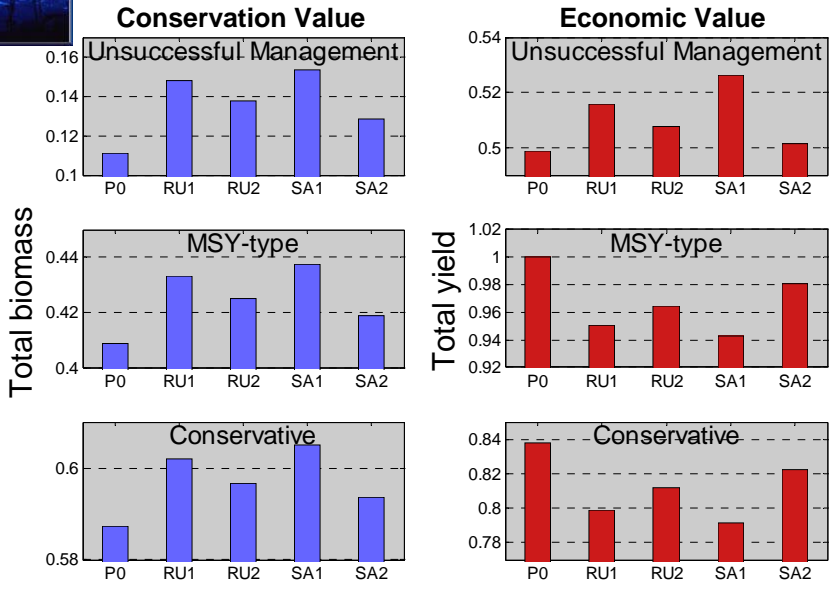 Conservation Value
Unsuccessful Management
0.16
0.14
0.12
0.1
P0 RU1 RU2 SA1 SA2
MSY-type
0.44
0.42
0.4
P0 RU1 RU2 SA1 SA2
Conservative
0.6
0.58
P0 RU1 RU2 SA1 SA2
Total biomass
Economic Value
0.54
Unsuccessful Management
0.52
0.5
P0 RU1 RU2 SA1 SA2
1.02
MSY-type
1
0.98
0.96
0.94
0.92
P0 RU1 RU2 SA1 SA2
Conservative
0.84
0.82
0.8
0.78
P0 RU1 RU2 SA1 SA2
Total yield